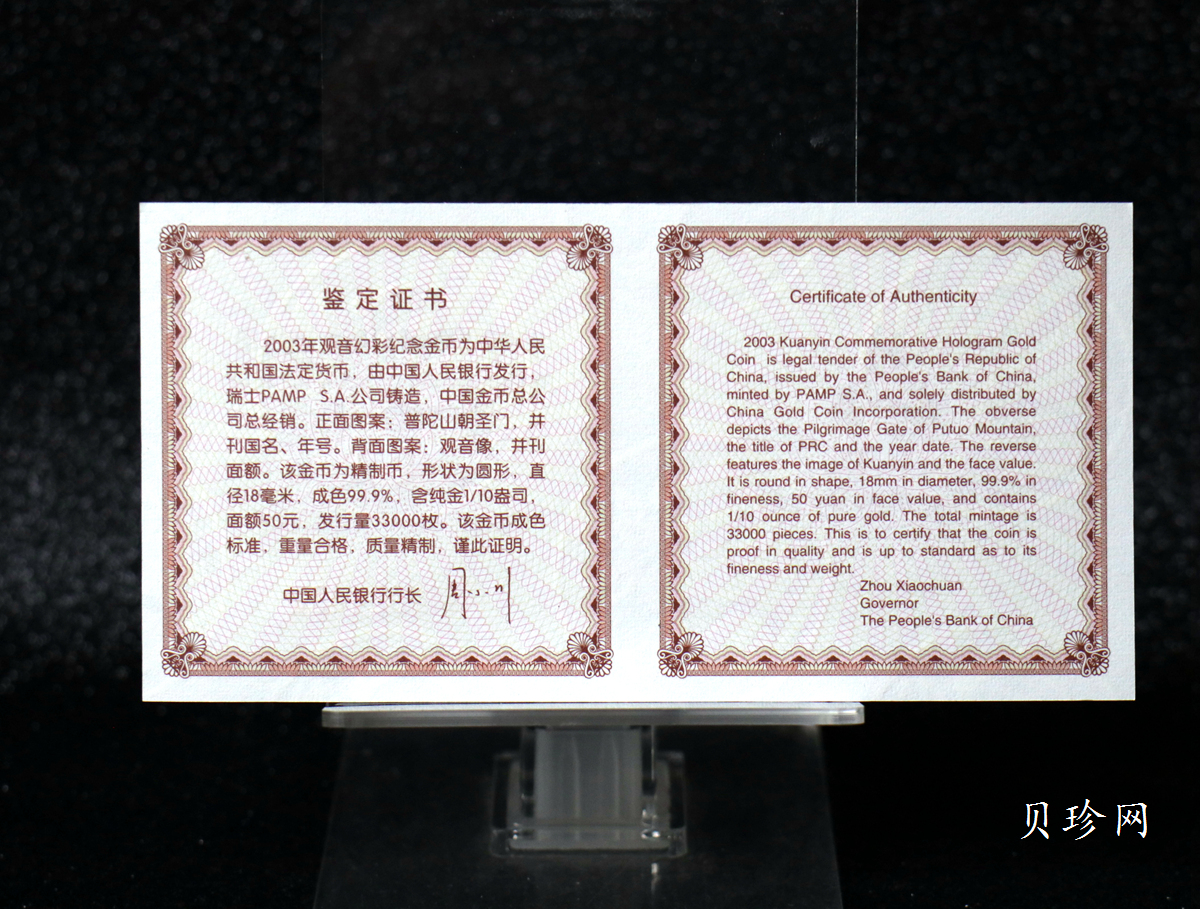 鉴定证书
2003年观音幻彩纪念金币为中华人民
共和国法定货币，由中国人民银行发行，
瑞士PAMP S.A.公司铸造，中国金币总公
司总经销。正面图案：普陀山朝圣门，并
刊国名、年号。背面图案：观音像，并刊
面额。该金币为精制币，形状为圆形，直
径18毫米，成色99.9%，含纯金1/10盎司，
面额50元，发行量33000枚。该金币成色
标准，重量合格，质量精制，谨此证明。
中国人民银行行长 周小川
Certificate of Authenticity
2003 Kuanyin Commemorative Hologram Gold
Coin is legal tender of the People's Republic of
China, issued by the People's Bank of China,
minted by PAMP S.A., and solely distributed by
China Gold Coin Incorporation. The obverse
depicts the Pilgrimage Gate of Putuo Mountain,
the title of PRC and the year date. The reverse
features the image of Kuanyin and the face value.
It is round in shape, 18mm in diameter, 99.9% in
fineness, 50 yuan in face value, and contains
1/10 ounce of pure gold. The total mintage is
33000 pieces. This is to certify that the coin is
proof in quality and is up to standard as to its
fineness and weight.
Zhou Xiaochuan
Governor
The People's Bank of China
贝珍网